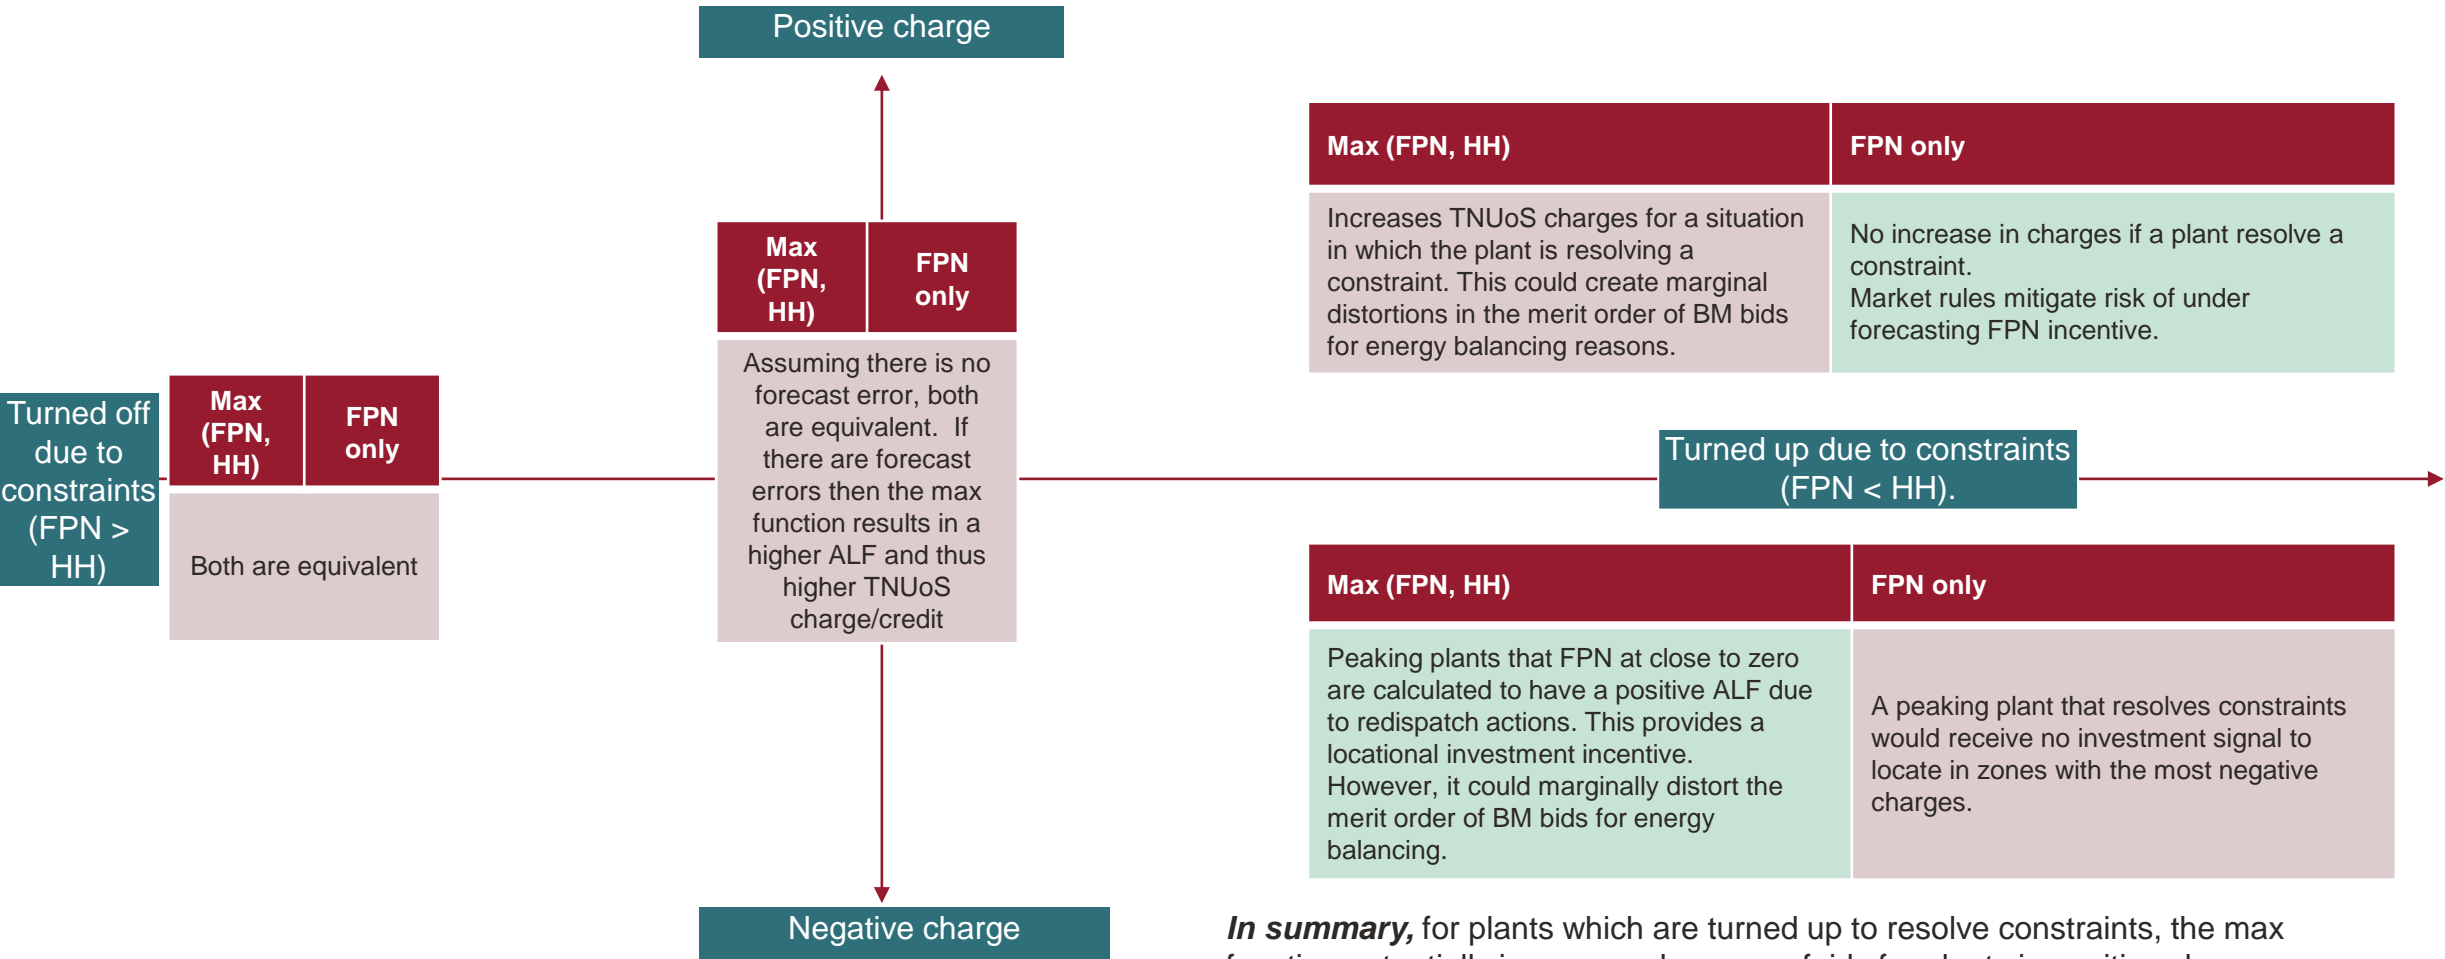 Positive charge
Max (FPN, HH)
FPN only
Increases TNUoS charges for a situation
in which the plant is resolving a
constraint. This could create marginal
distortions in the merit order of BM bids
for energy balancing reasons.
No increase in charges if a plant resolve a
constraint.
Market rules mitigate risk of under
forecasting FPN incentive.
Max
(FPN,
HH)
FPN
only
Assuming there is no
forecast error, both
are equivalent. If
there are forecast
errors then the max
function results in a
higher ALF and thus
higher TNUoS
charge/credit
Turned off
due to
constraints
(FPN >
HH)
Max
(FPN,
HH)
FPN
only
Both are equivalent
Turned up due to constraints
(FPN < HH).
Max (FPN, HH)
FPN only
Peaking plants that FPN at close to zero
are calculated to have a positive ALF due
to redispatch actions. This provides a
locational investment incentive.
However, it could marginally distort the
merit order of BM bids for energy
balancing.
A peaking plant that resolves constraints
would receive no investment signal to
locate in zones with the most negative
charges.
Negative charge
In summary, for plants which are turned up to resolve constraints, the max